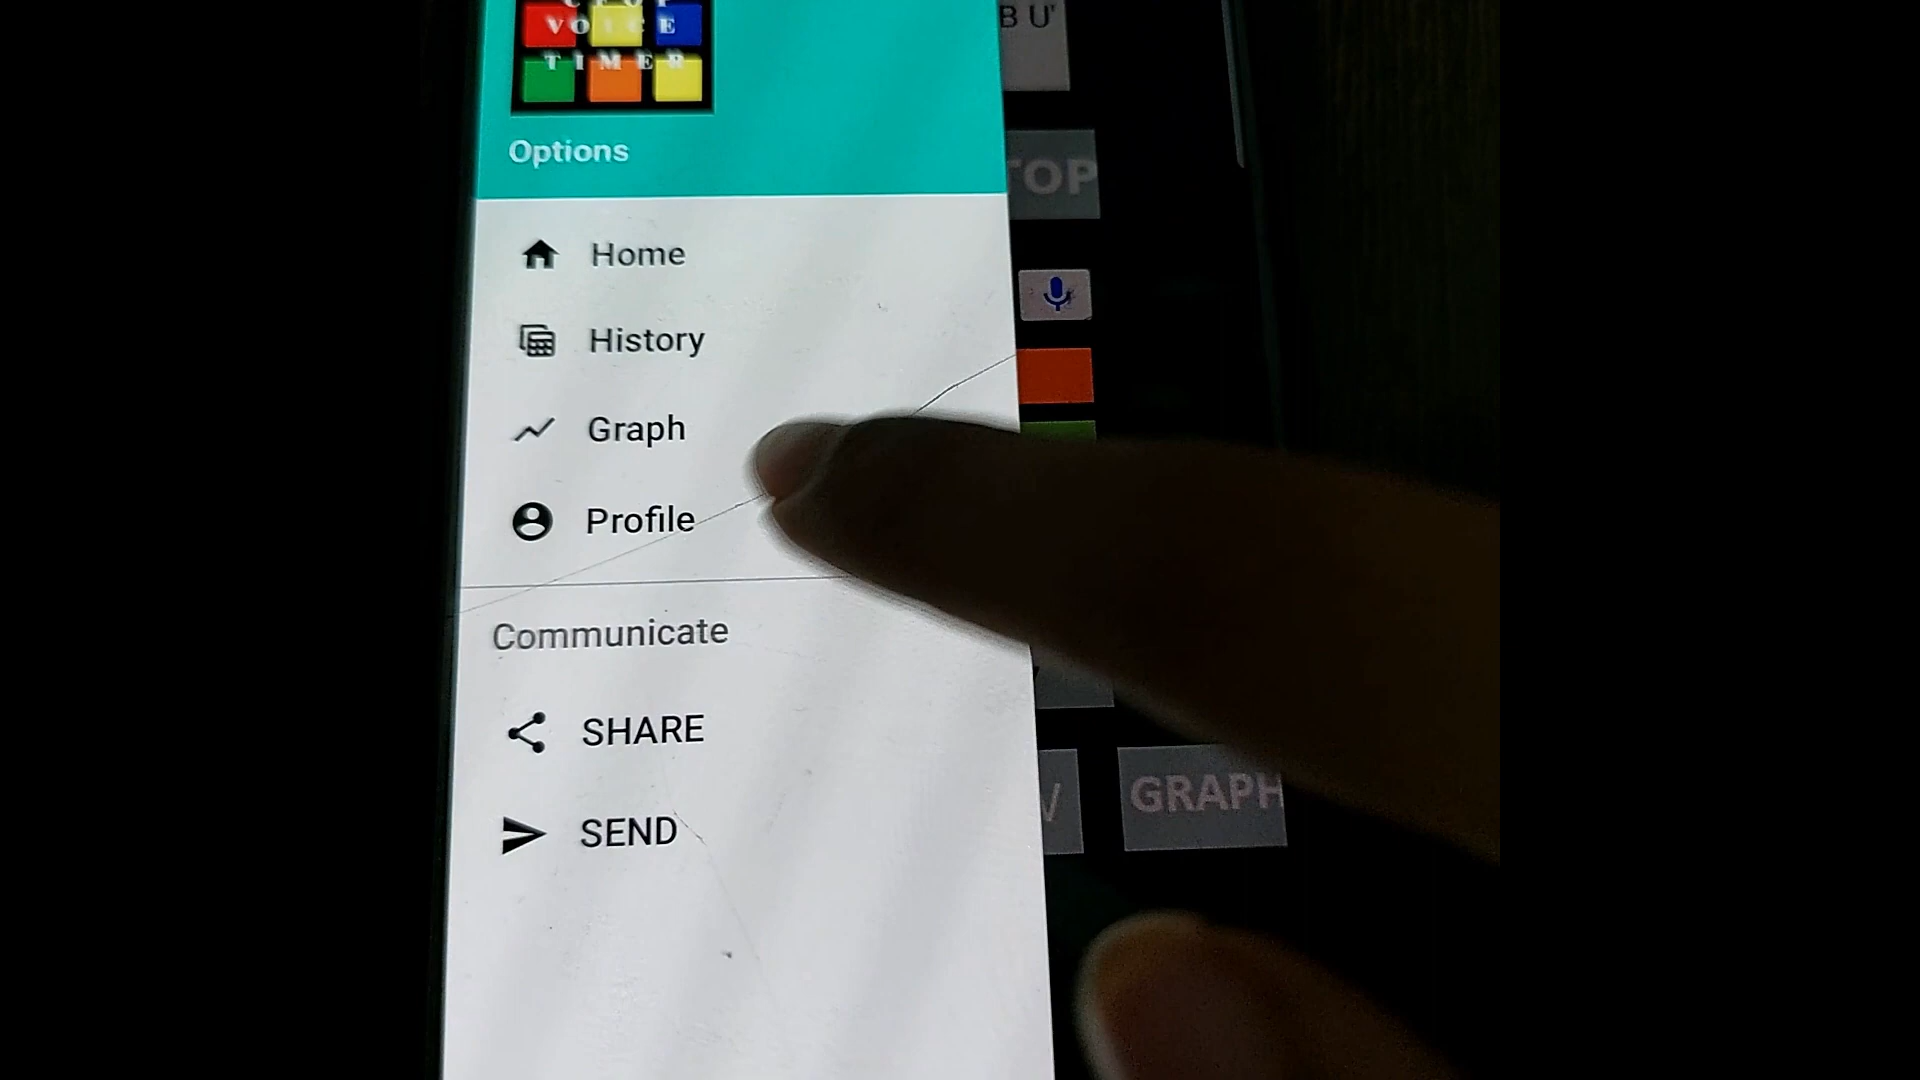 B U'
VOICE
TIMER
Options
TOP
Home
History
Graph
Profile
Communicate
SHARE
GRAPH
SEND